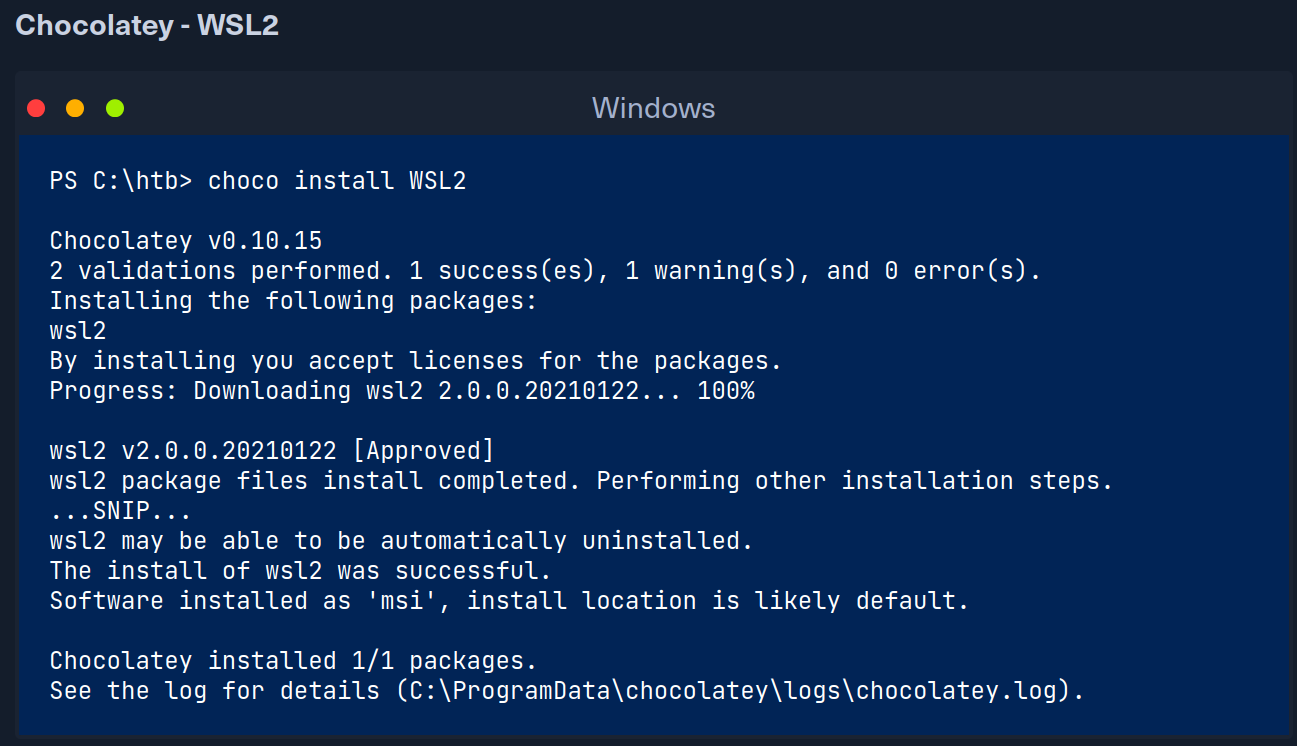 Chocolatey - WSL2
Windows
PS C:\htb> choco install WSL2
Chocolatey v0.10.15
2 validations performed. 1 success(es), 1 warning(s), and 0 error(s).
Installing the following packages:
wsl2
By installing you accept licenses for the packages.
Progress: Downloading wsl2 2.0.0.20210122... 100%
wsl2 v2.0.0.20210122 [Approved]
wsl2 package files install completed. Performing other installation steps.
...SNIP...
wsl2 may be able to be automatically uninstalled.
The install of wsl2 was successful.
Software installed as 'msi', install location is likely default.
Chocolatey installed 1/1 packages.
See the log for details (C:\ProgramData\chocolatey\logs\chocolatey.log).